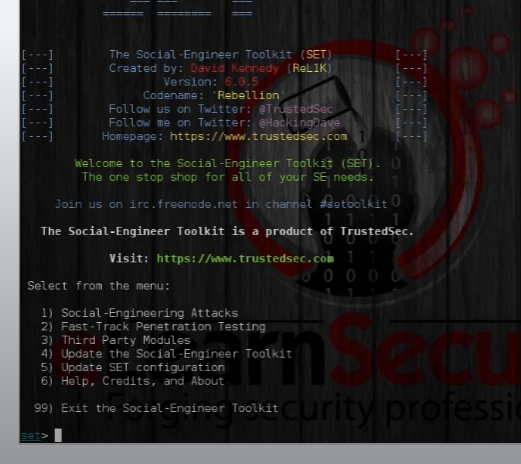 [---] The Social-Engineer Toolkit (SET) [---]
[---] Created by: David Kennedy (ReL1K) [---]
[---] Version: 6.0.5 [---]
[---] Codename: 'Rebellion' [---]
[---] Follow us on Twitter: @TrustedSec [---]
[---] Follow me on Twitter: @HackingDave [---]
[---] Homepage: https://www.trustedsec.com [---]
Welcome to the Social-Engineer Toolkit (SET).
The one stop shop for all of your SE needs.
Join us on irc.freenode.net in channel #setoolkit
The Social-Engineer Toolkit is a product of TrustedSec.
Visit: https://www.trustedsec.com
Select from the menu:
1) Social-Engineering Attacks
2) Fast-Track Penetration Testing
3) Third Party Modules
4) Update the Social-Engineer Toolkit
5) Update SET configuration
6) Help, Credits, and About
99) Exit the Social-Engineer Toolkit
set>